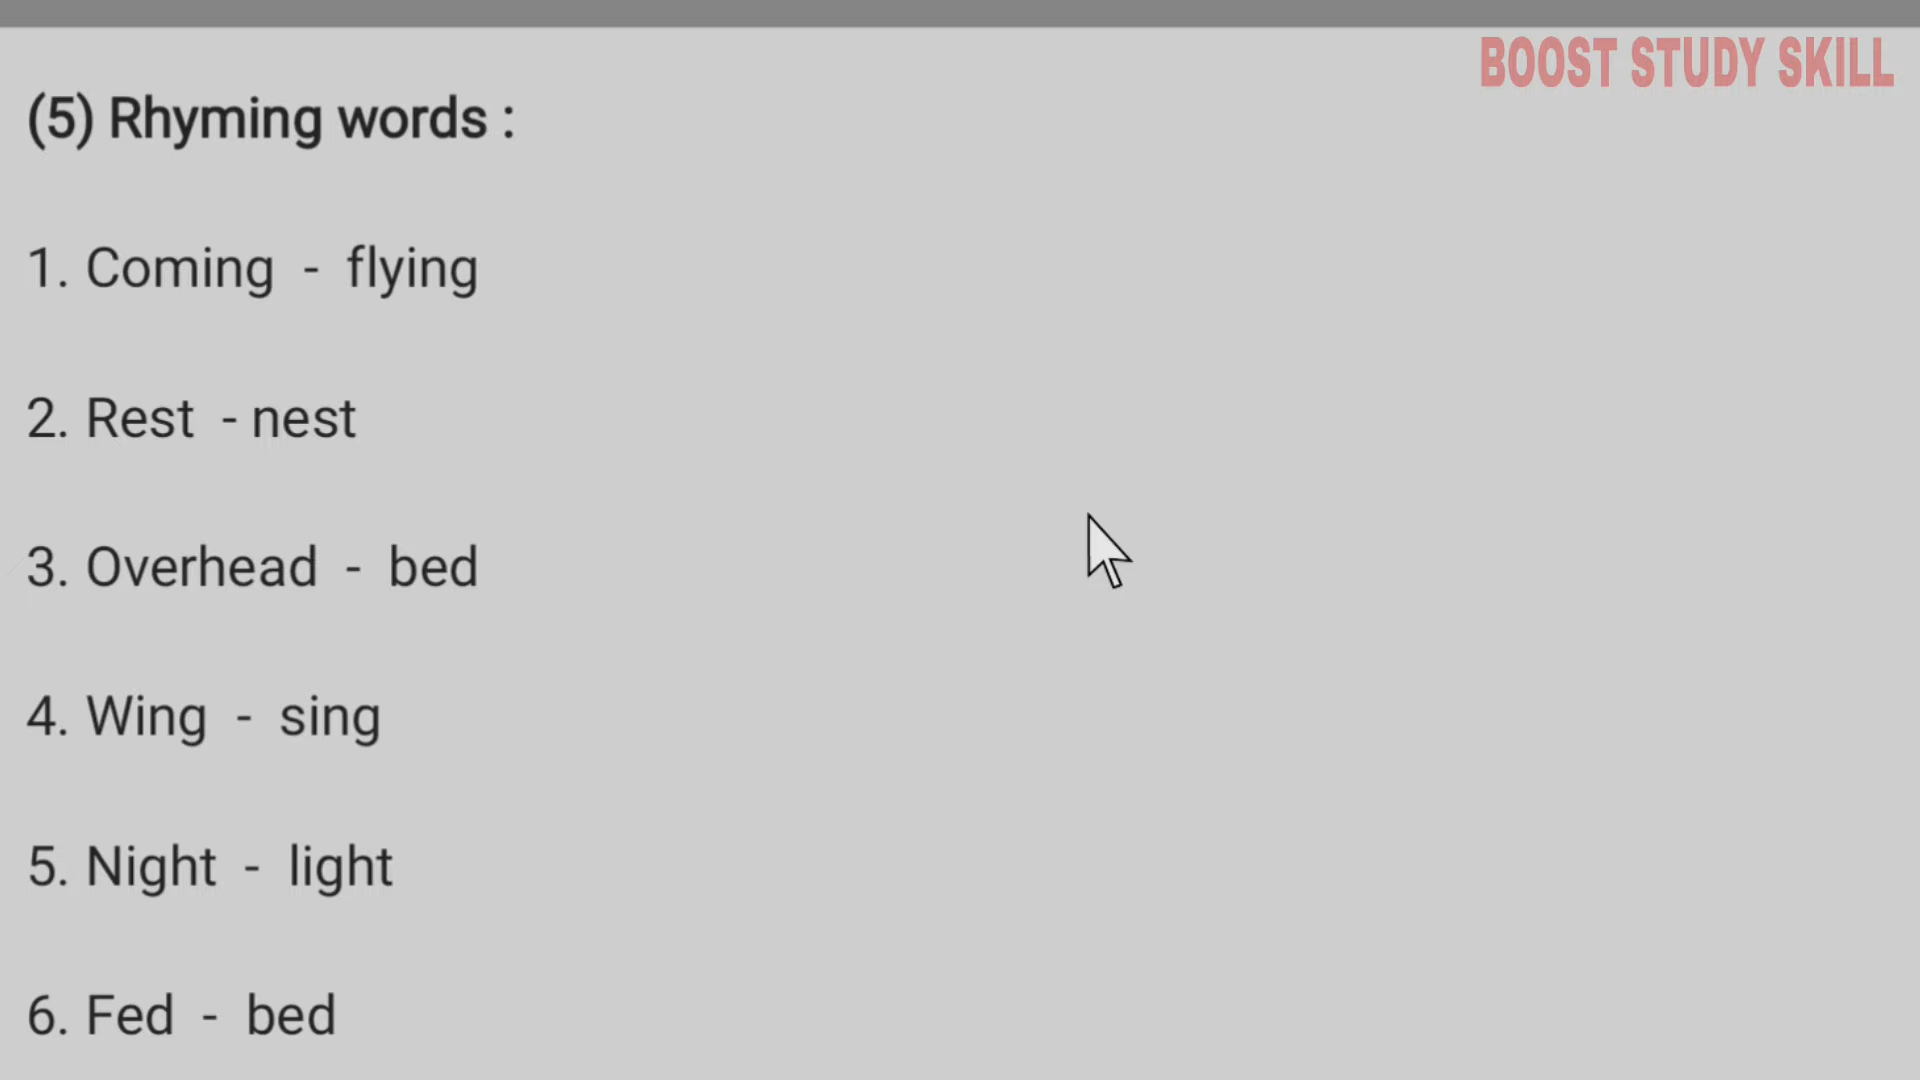 BOOST STUDY SKILL
(5) Rhyming words :
1. Coming - flying
2. Rest - nest
3. Overhead - bed
4. Wing - sing
5. Night - light
6. Fed - bed